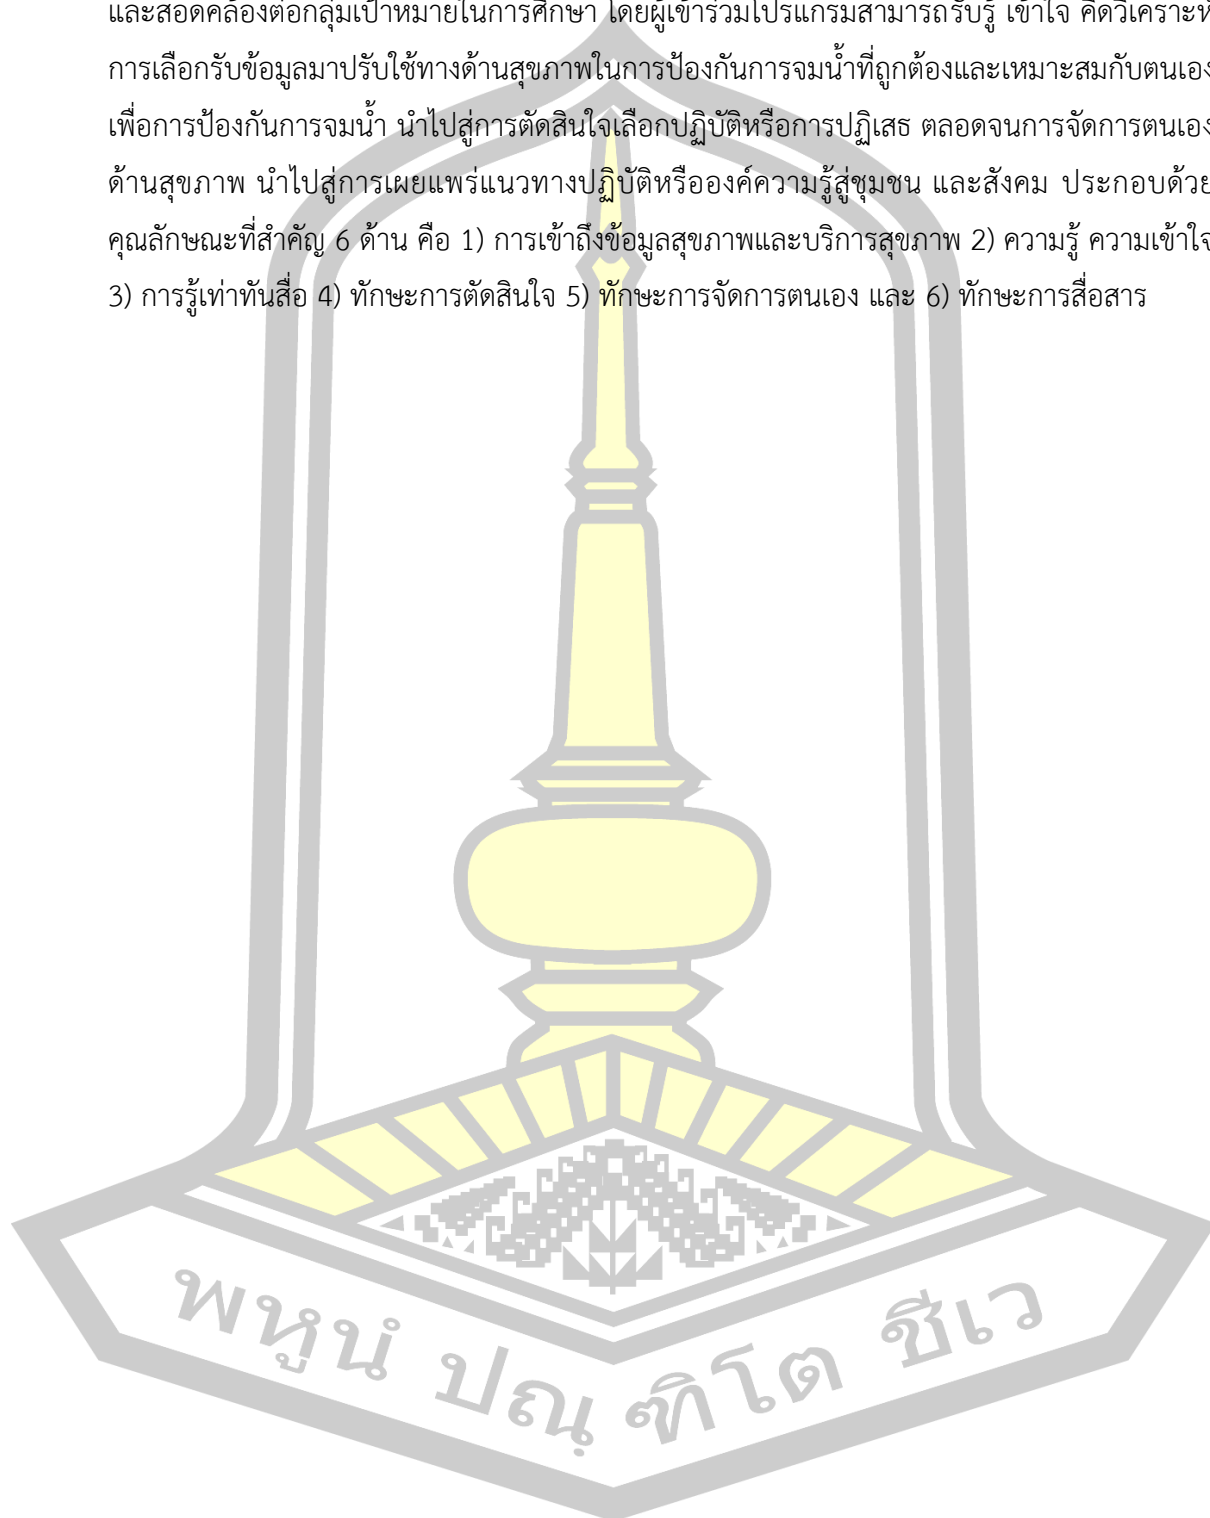 และสอดคล้องต่อกลุ่มเป้าหมายในการศึกษา โดยผู้เข้าร่วมโปรแกรมสามารถรับรู้ เข้าใจ คิดวิเคราะห์
การเลือกรับข้อมูลมาปรับใช้ทางด้านสุขภาพในการป้องกันการจมน้ำที่ถูกต้องและเหมาะสมกับตนเอง
เพื่อการป้องกันการจมน้ำ นำไปสู่การตัดสินใจเลือกปฏิบัติหรือการปฏิเสธ ตลอดจนการจัดการตนเอง
ด้านสุขภาพ นำไปสู่การเผยแพร่แนวทางปฏิบัติหรือองค์ความรู้สู่ชุมชน และสังคม ประกอบด้วย
คุณลักษณะที่สำคัญ 6 ด้าน คือ 1) การเข้าถึงข้อมูลสุขภาพและบริการสุขภาพ 2) ความรู้ ความเข้าใจ
3) การรู้เท่าทันสื่อ 4) ทักษะการตัดสินใจ 5) ทักษะการจัดการตนเอง และ 6) ทักษะการสื่อสาร
พหูนํ ปณฺฑิโต ชีเว